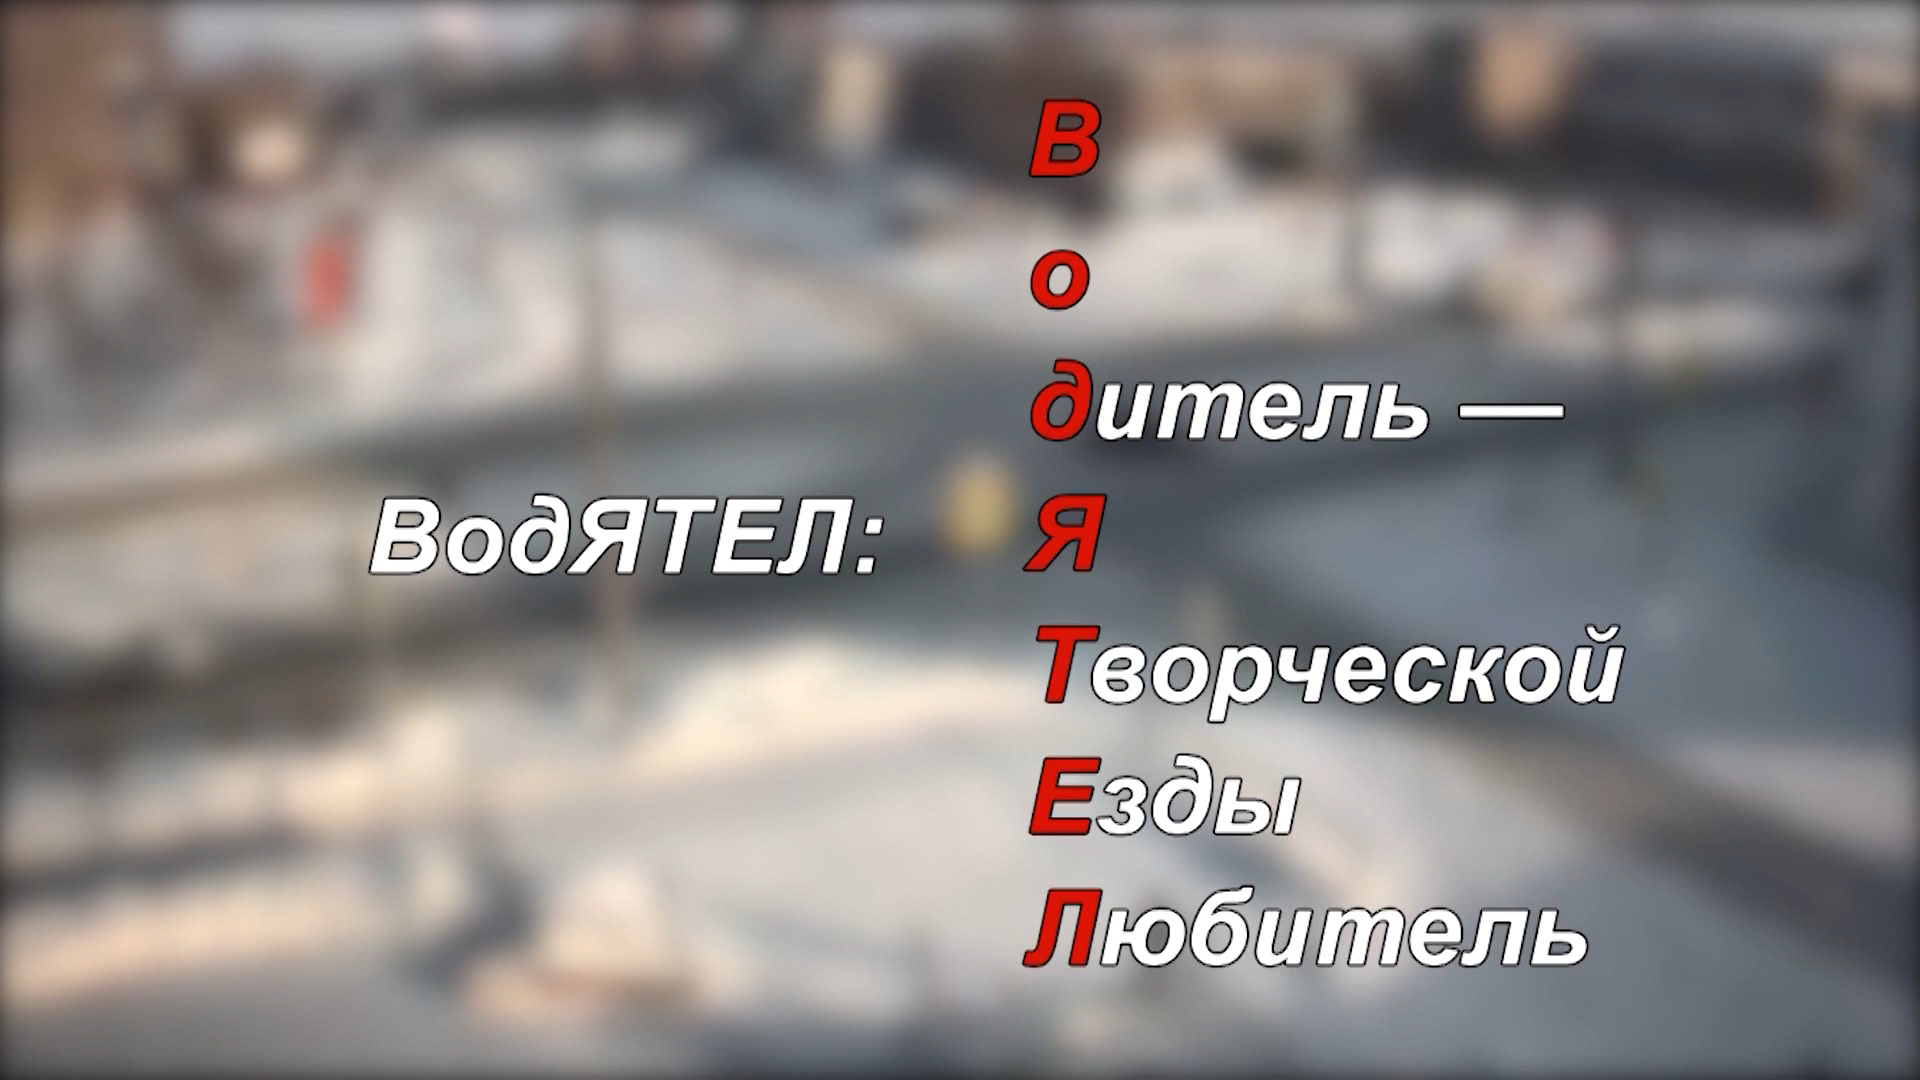 В
о
дитель —
ВодЯТЕЛ: Я
Творческой
Езды
Любитель